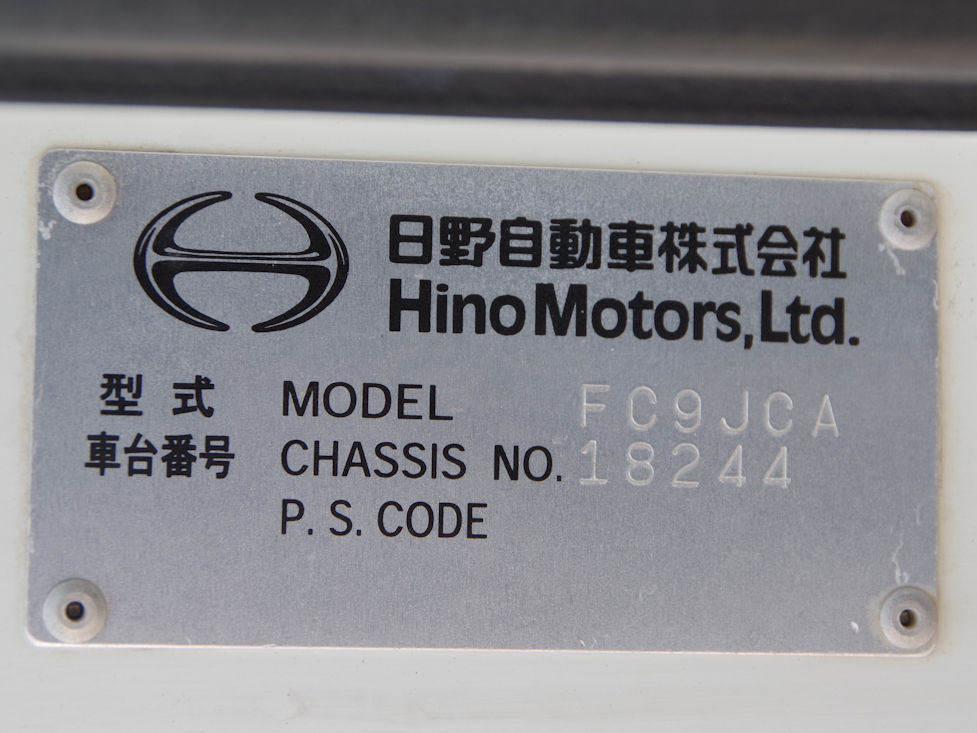 日野自動車株式会社
Hino Motors, Ltd.
型式 MODEL FC9JCA
車台番号 CHASSIS NO. 18244
P. S. CODE